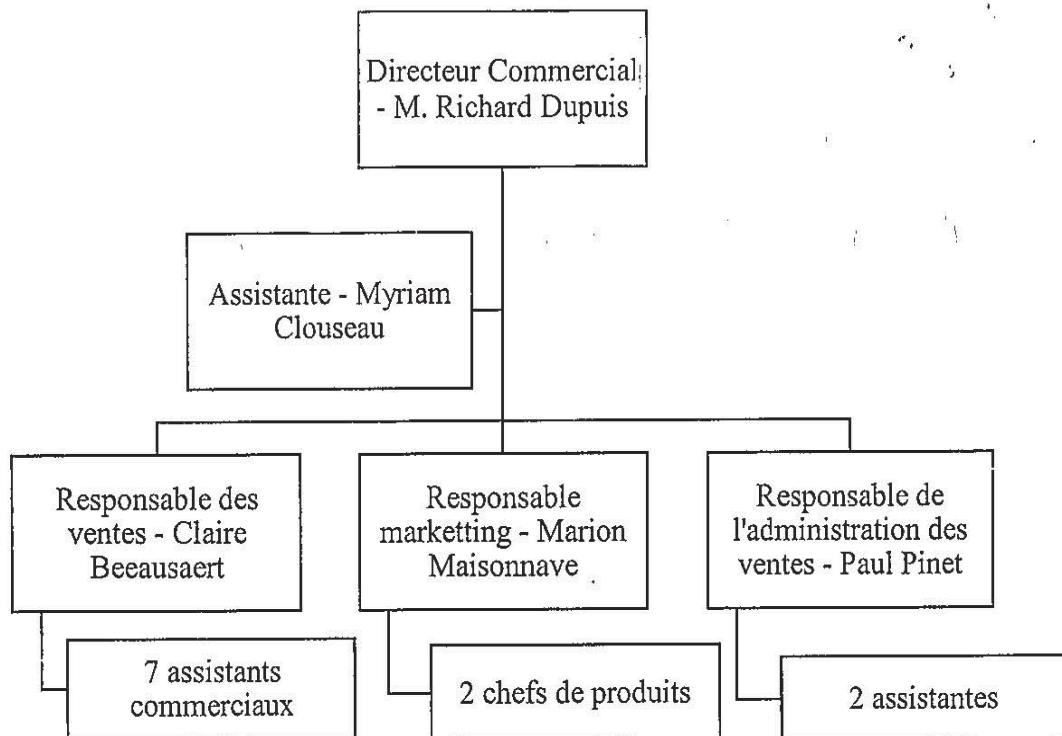 Directeur Commercial
- M. Richard Dupuis
Assistante - Myriam
Clouseau
Responsable des
ventes - Claire
Beeausaert
Responsable
marketting - Marion
Maisonnave
Responsable de
l'administration des
ventes - Paul Pinet
7 assistants
commerciaux
2 chefs de produits
2 assistantes